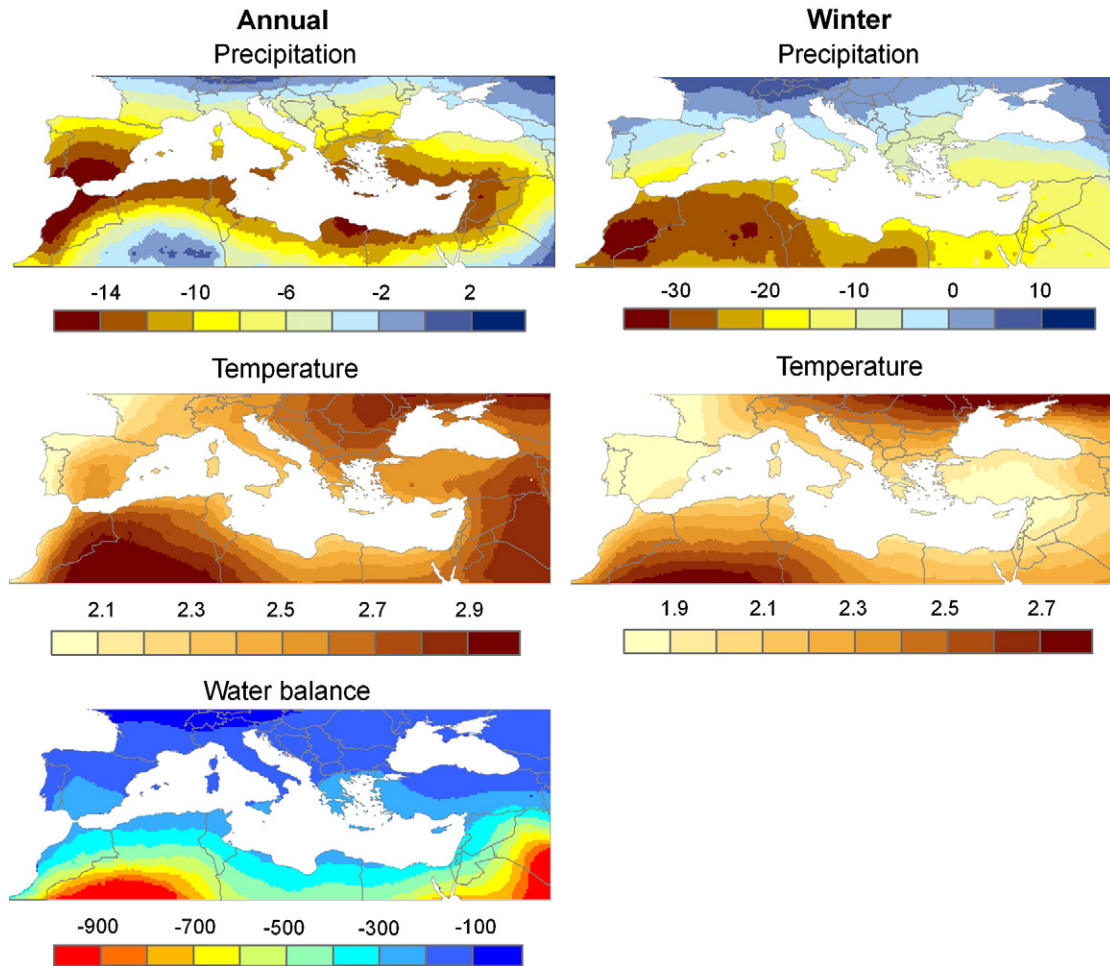 Annual
Precipitation
-14 -10 -6 -2 2
Temperature
2.1 2.3 2.5 2.7 2.9
Water balance
-900 -700 -500 -300 -100
Winter
Precipitation
-30 -20 -10 0 10
Temperature
1.9 2.1 2.3 2.5 2.7